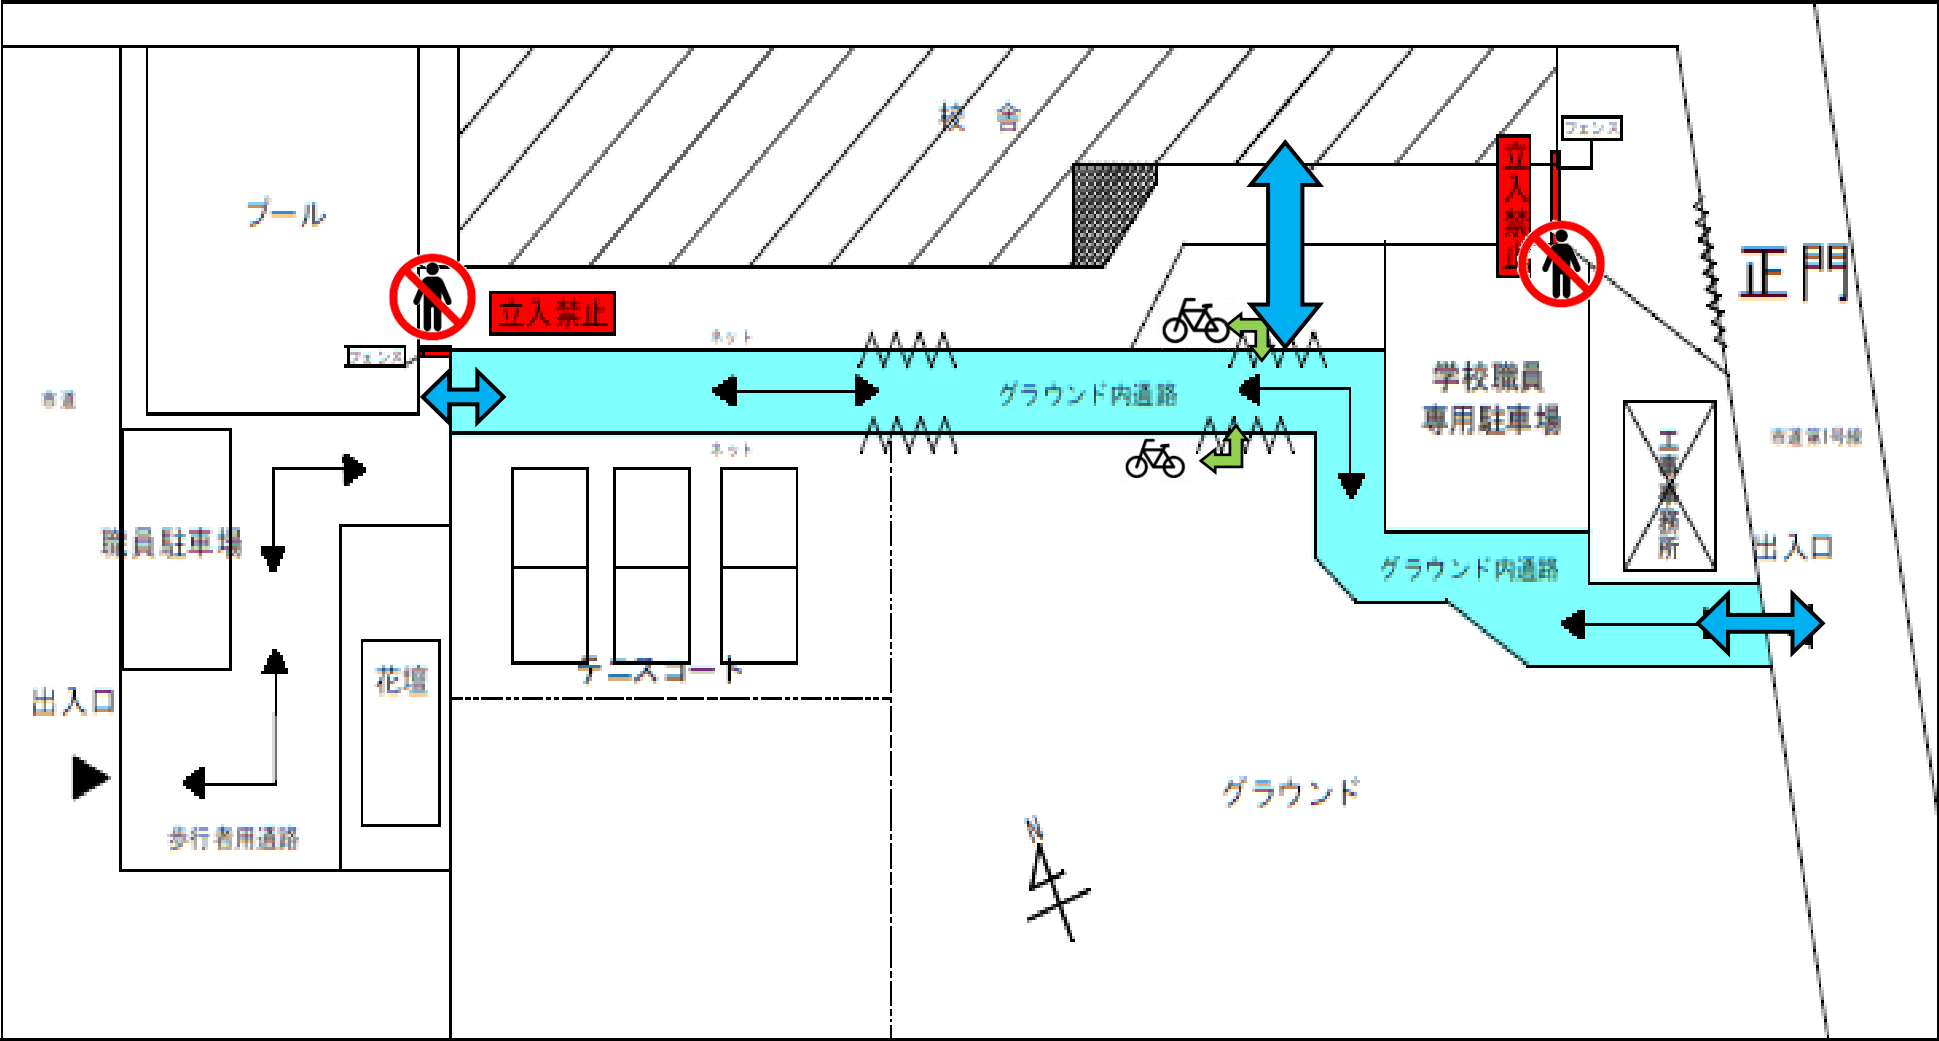 校 舎
フェンス
立入禁止
プール
正門
立入禁止
ネット
フェンス
グラウンド内通路
学校職員
専用駐車場
市道
市道第1号線
ネット
工事事務所
職員駐車場
出入口
グラウンド内通路
テニスコート
花壇
出入口
グラウンド
歩行者用通路
N